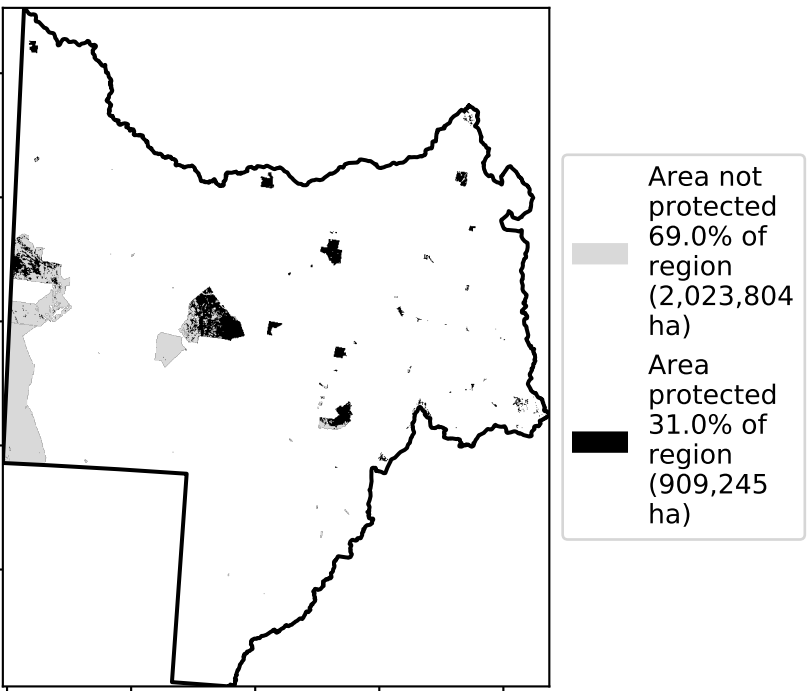 Area not
protected
69.0% of
region
(2,023,804
ha)
Area
protected
31.0% of
region
(909,245
ha)